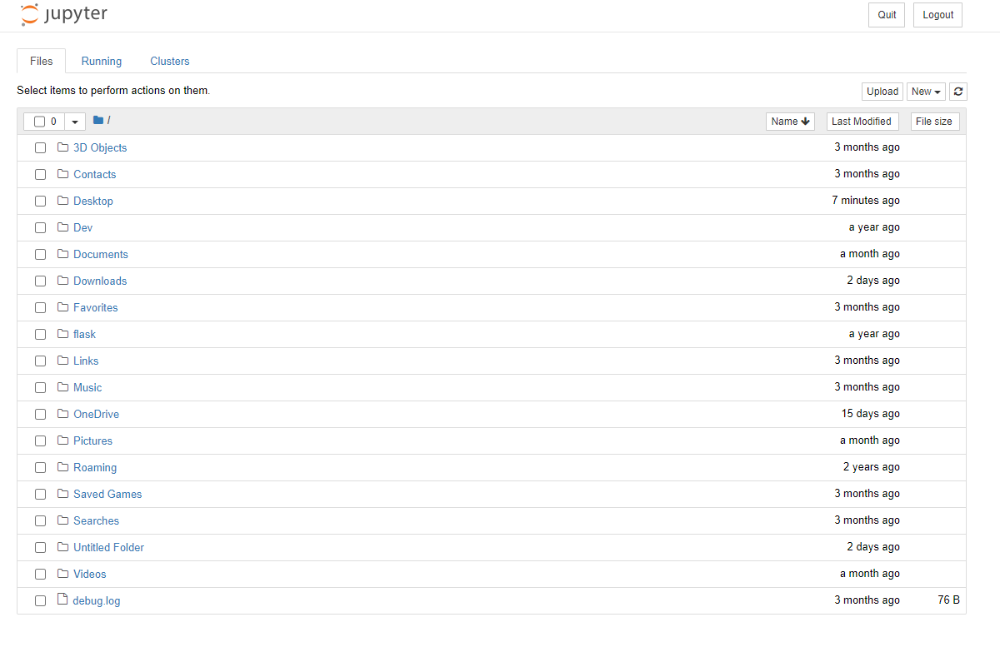 jupyter Quit Logout
Files Running Clusters
Select items to perform actions on them. Upload New
0 / Name Last Modified File size
3D Objects 3 months ago
Contacts 3 months ago
Desktop 7 minutes ago
Dev a year ago
Documents a month ago
Downloads 2 days ago
Favorites 3 months ago
flask a year ago
Links 3 months ago
Music 3 months ago
OneDrive 15 days ago
Pictures a month ago
Roaming 2 years ago
Saved Games 3 months ago
Searches 3 months ago
Untitled Folder 2 days ago
Videos a month ago
debug.log 3 months ago 76 B